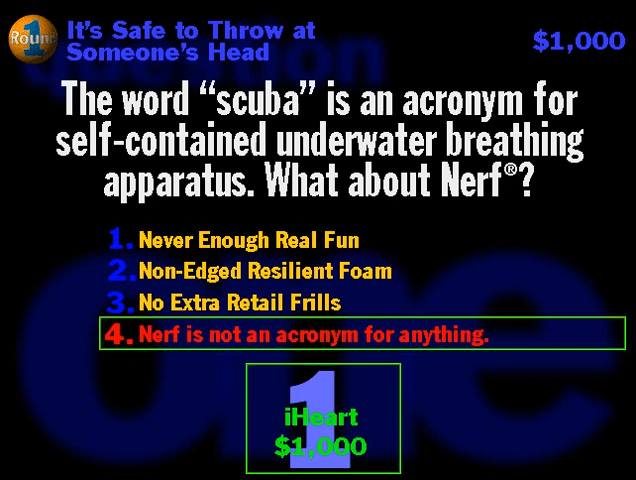 Round 1
It's Safe to Throw at
Someone's Head
$1,000
The word “scuba” is an acronym for
self-contained underwater breathing
apparatus. What about Nerf®?
1. Never Enough Real Fun
2. Non-Edged Resilient Foam
3. No Extra Retail Frills
4. Nerf is not an acronym for anything.
one
1
iHeart
$1,000